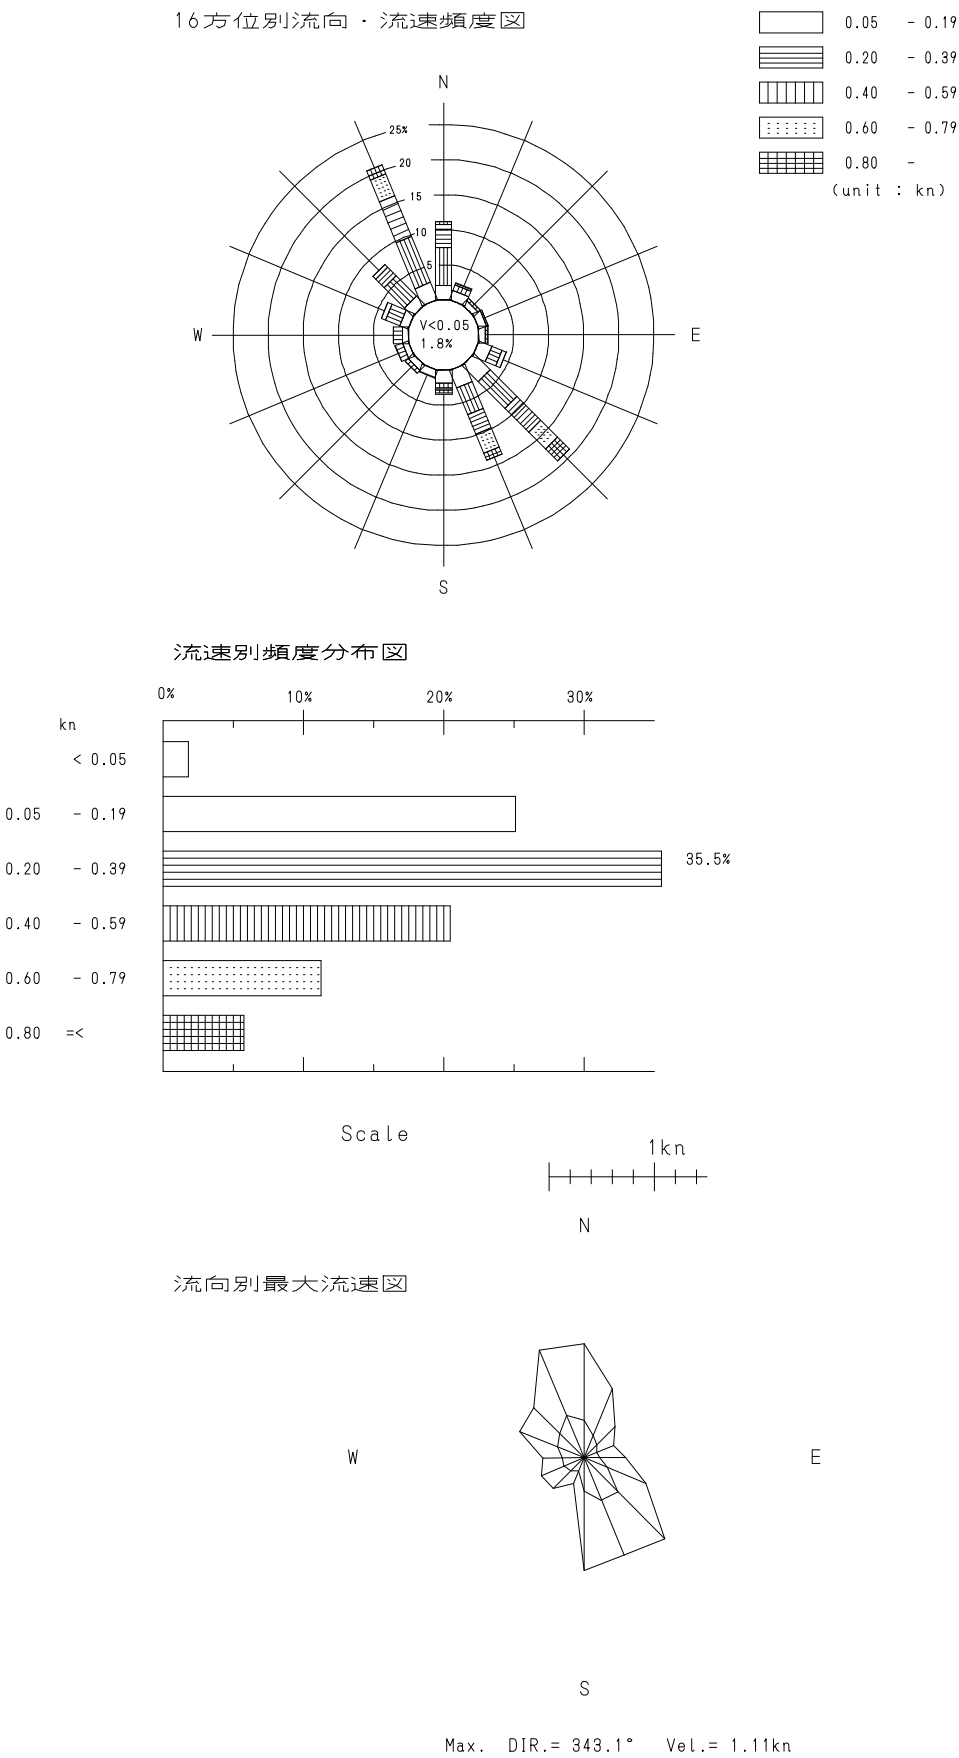 16方位別流向・流速頻度図
0.05 - 0.19
0.20 - 0.39
0.40 - 0.59
0.60 - 0.79
0.80 -
(unit : kn)
N
25%
20
15
10
5
W
V<0.05
1.8%
E
S
流速別頻度分布図
0% 10% 20% 30%
kn
< 0.05
0.05 - 0.19
0.20 - 0.39 35.5%
0.40 - 0.59
0.60 - 0.79
0.80 =<
Scale
1kn
N
流向別最大流速図
W E
S
Max. DIR.= 343.1° Vel.= 1.11kn